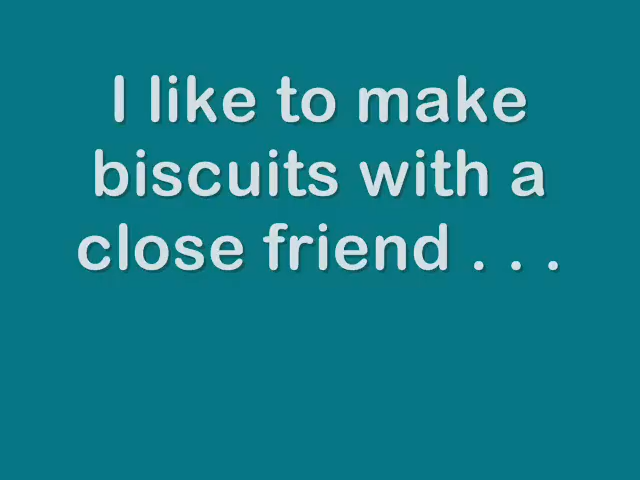 I like to make
biscuits with a
close friend . . .